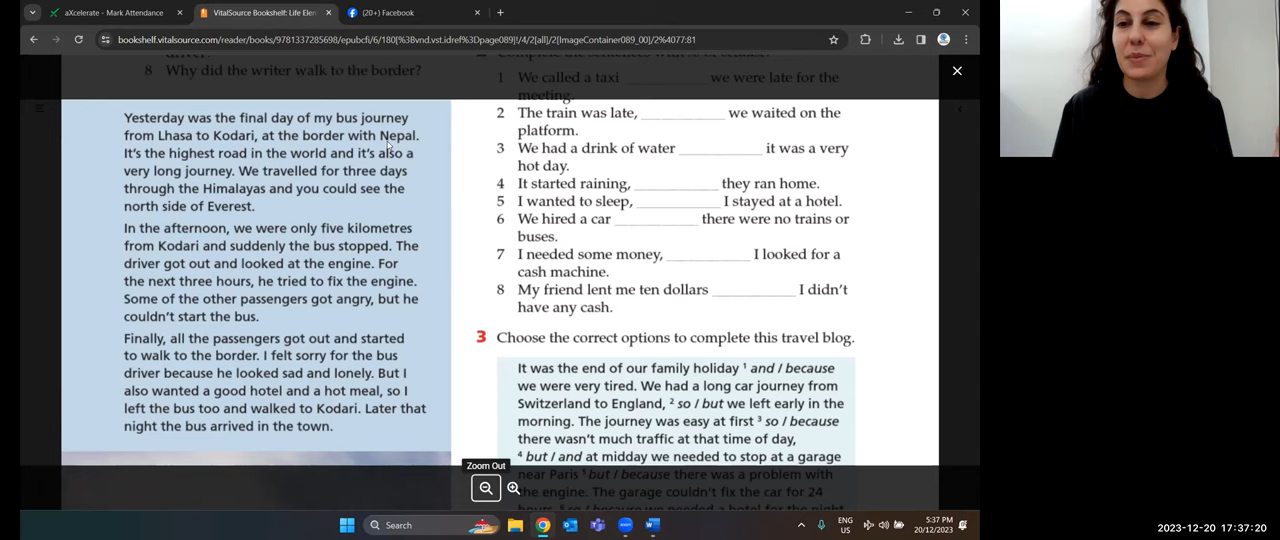 aXcelerate - Mark Attendance
VitalSource Bookshelf: Life Elem
(20+) Facebook
bookshelf.vitalsource.com/reader/books/9781337285698/epubcfi/6/180[%3Bvnd.vst.idref%3Dpage089]!/4/2[all]/2[ImageContainer089_00]/2%4077:81
driver?
8 Why did the writer walk to the border?
Yesterday was the final day of my bus journey
from Lhasa to Kodari, at the border with Nepal.
It's the highest road in the world and it's also a
very long journey. We travelled for three days
through the Himalayas and you could see the
north side of Everest.
In the afternoon, we were only five kilometres
from Kodari and suddenly the bus stopped. The
driver got out and looked at the engine. For
the next three hours, he tried to fix the engine.
Some of the other passengers got angry, but he
couldn't start the bus.
Finally, all the passengers got out and started
to walk to the border. I felt sorry for the bus
driver because he looked sad and lonely. But I
also wanted a good hotel and a hot meal, so I
left the bus too and walked to Kodari. Later that
night the bus arrived in the town.
1 We called a taxi ________ we were late for the
meeting.
2 The train was late, ________ we waited on the
platform.
3 We had a drink of water ________ it was a very
hot day.
4 It started raining, ________ they ran home.
5 I wanted to sleep, ________ I stayed at a hotel.
6 We hired a car ________ there were no trains or
buses.
7 I needed some money, ________ I looked for a
cash machine.
8 My friend lent me ten dollars ________ I didn't
have any cash.
3 Choose the correct options to complete this travel blog.
It was the end of our family holiday 1 and / because
we were very tired. We had a long car journey from
Switzerland to England, 2 so / but we left early in the
morning. The journey was easy at first 3 so / because
there wasn't much traffic at that time of day,
4 but / and at midday we needed to stop at a garage
near Paris 5 but / because there was a problem with
the engine. The garage couldn't fix the car for 24
Zoom Out
Search
ENG
US
5:37 PM
20/12/2023
2023-12-20 17:37:20